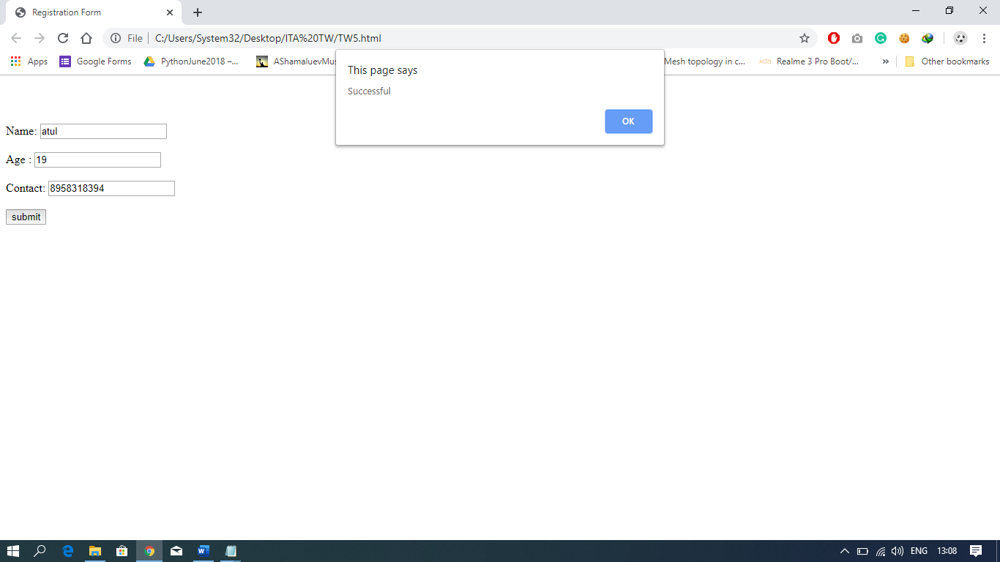 Registration Form
File
C:/Users/System32/Desktop/ITA%20TW/TW5.html
Apps
Google Forms
PythonJune2018 –...
AShamaluevMus
Mesh topology in c...
xda
Realme 3 Pro Boot/...
»
Other bookmarks
This page says
Successful
OK
Name: atul
Age : 19
Contact: 8958318394
submit
ENG
13:08